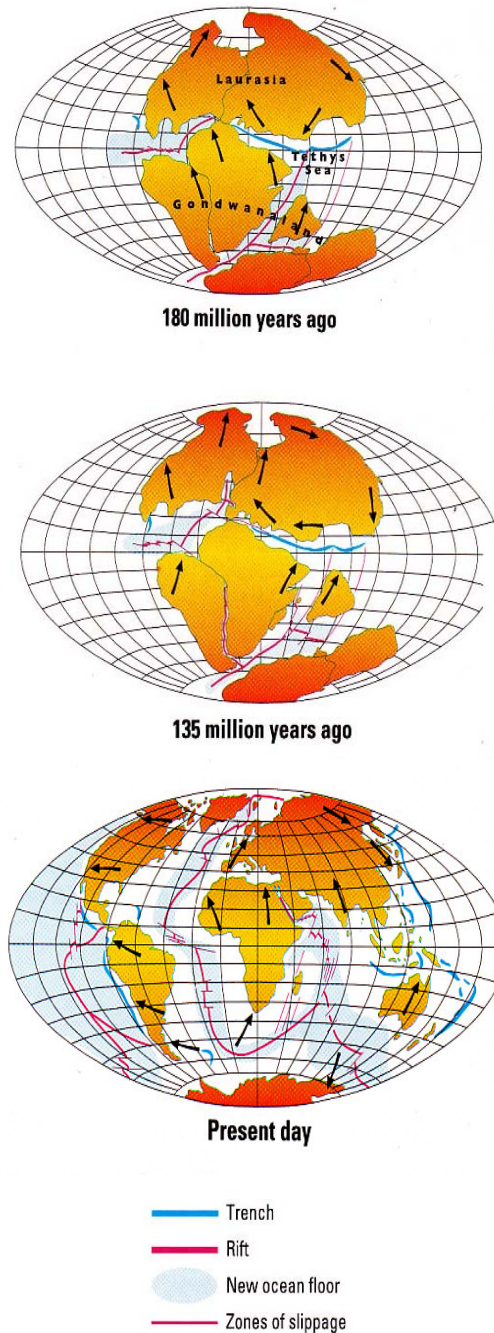 Laurasia
Tethys
Sea
Gondwanaland
180 million years ago
135 million years ago
Present day
Trench
Rift
New ocean floor
Zones of slippage